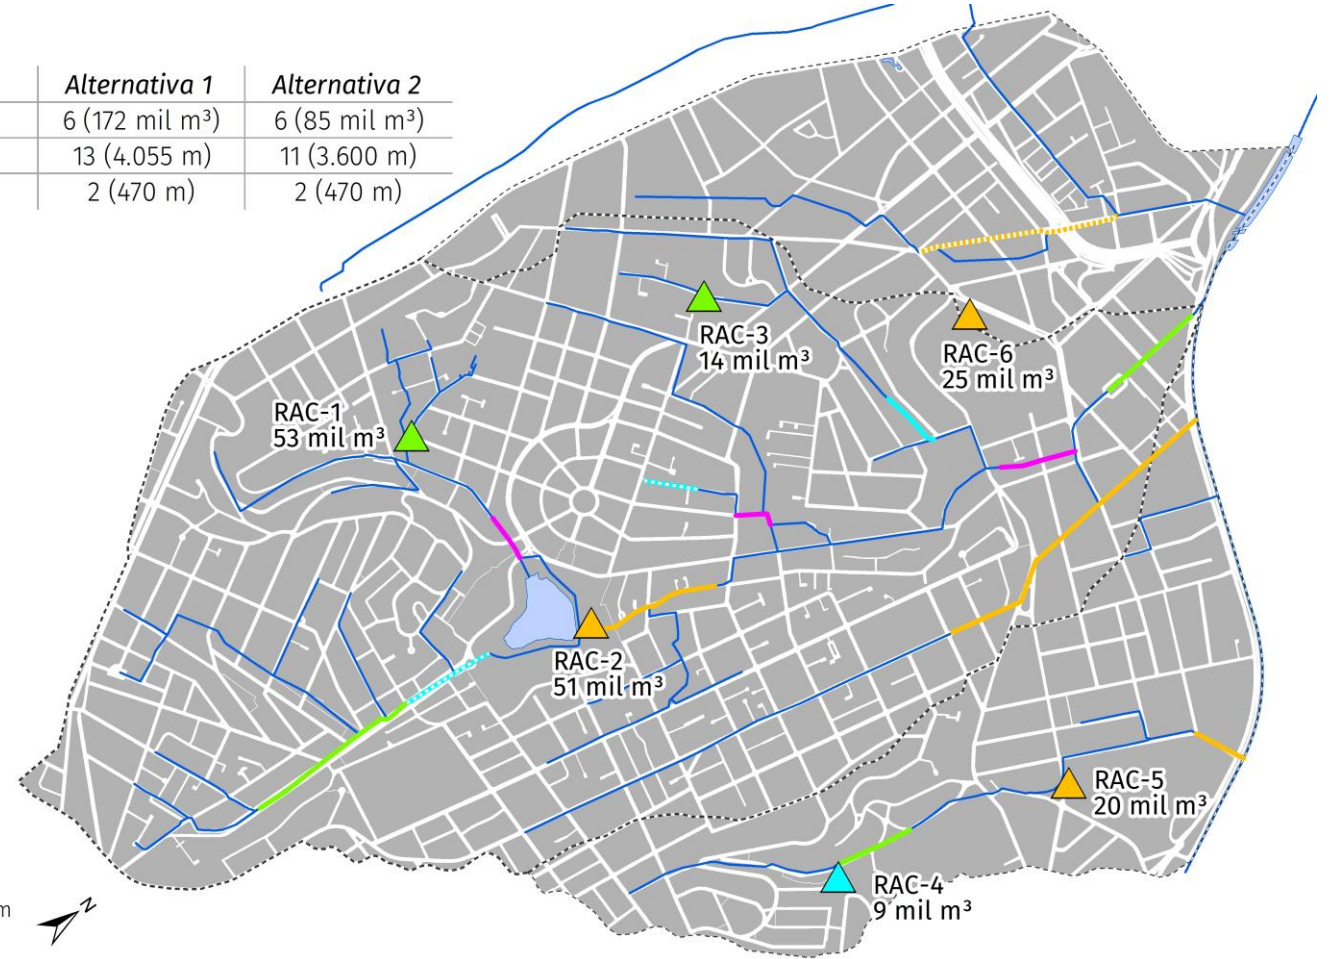 Alternativa 1 Alternativa 2
6 (172 mil m³) 6 (85 mil m³)
13 (4.055 m) 11 (3.600 m)
2 (470 m) 2 (470 m)
RAC-3
14 mil m³
RAC-6
25 mil m³
RAC-1
53 mil m³
RAC-2
51 mil m³
RAC-5
20 mil m³
RAC-4
9 mil m³
m
N